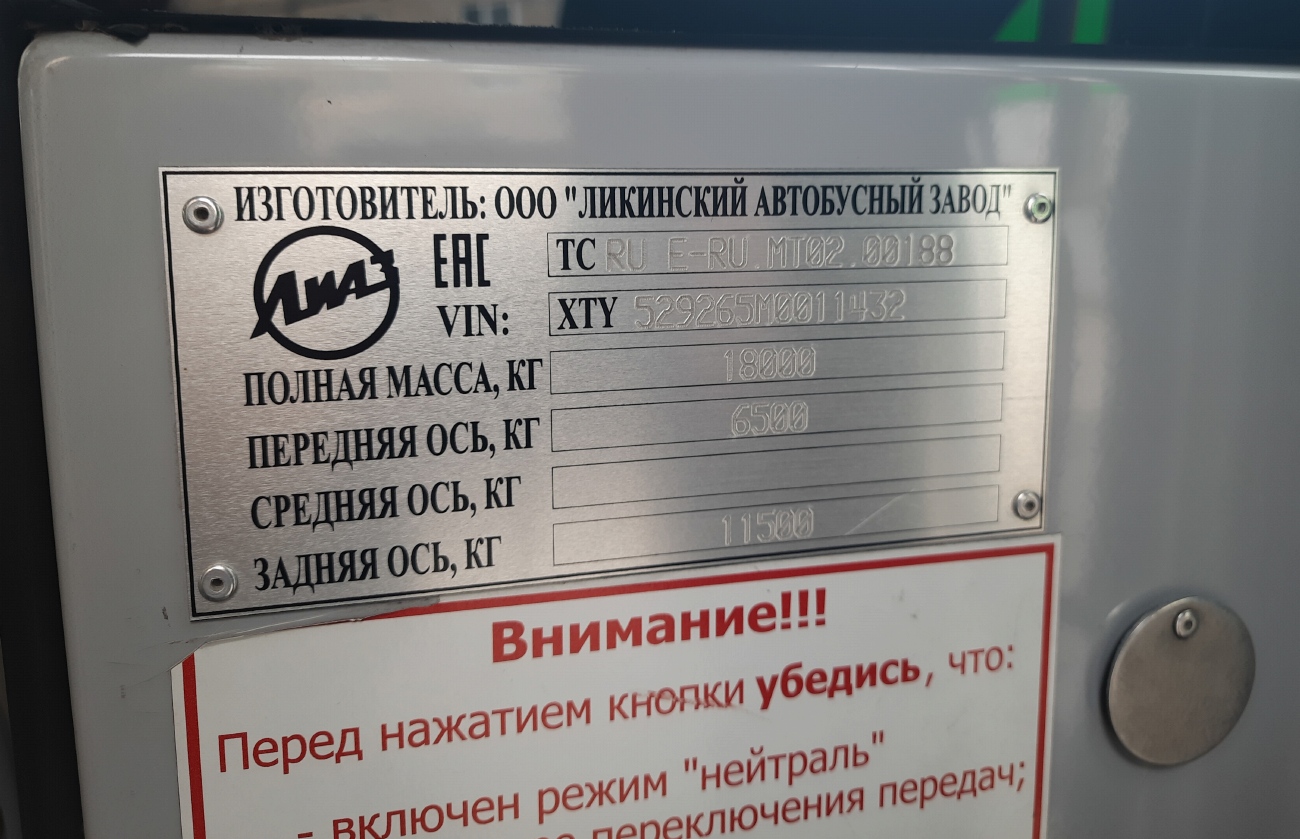 ИЗГОТОВИТЕЛЬ: ООО "ЛИКИНСКИЙ АВТОБУСНЫЙ ЗАВОД"
ЛиАЗ EAC ТС RU E-RU.MT02.00188
VIN: XTY 529265M0011432
ПОЛНАЯ МАССА, КГ 18000
ПЕРЕДНЯЯ ОСЬ, КГ 6500
СРЕДНЯЯ ОСЬ, КГ
ЗАДНЯЯ ОСЬ, КГ 11500
Внимание!!!
Перед нажатием кнопки убедись, что:
- включен режим "нейтраль"
переключения передач;